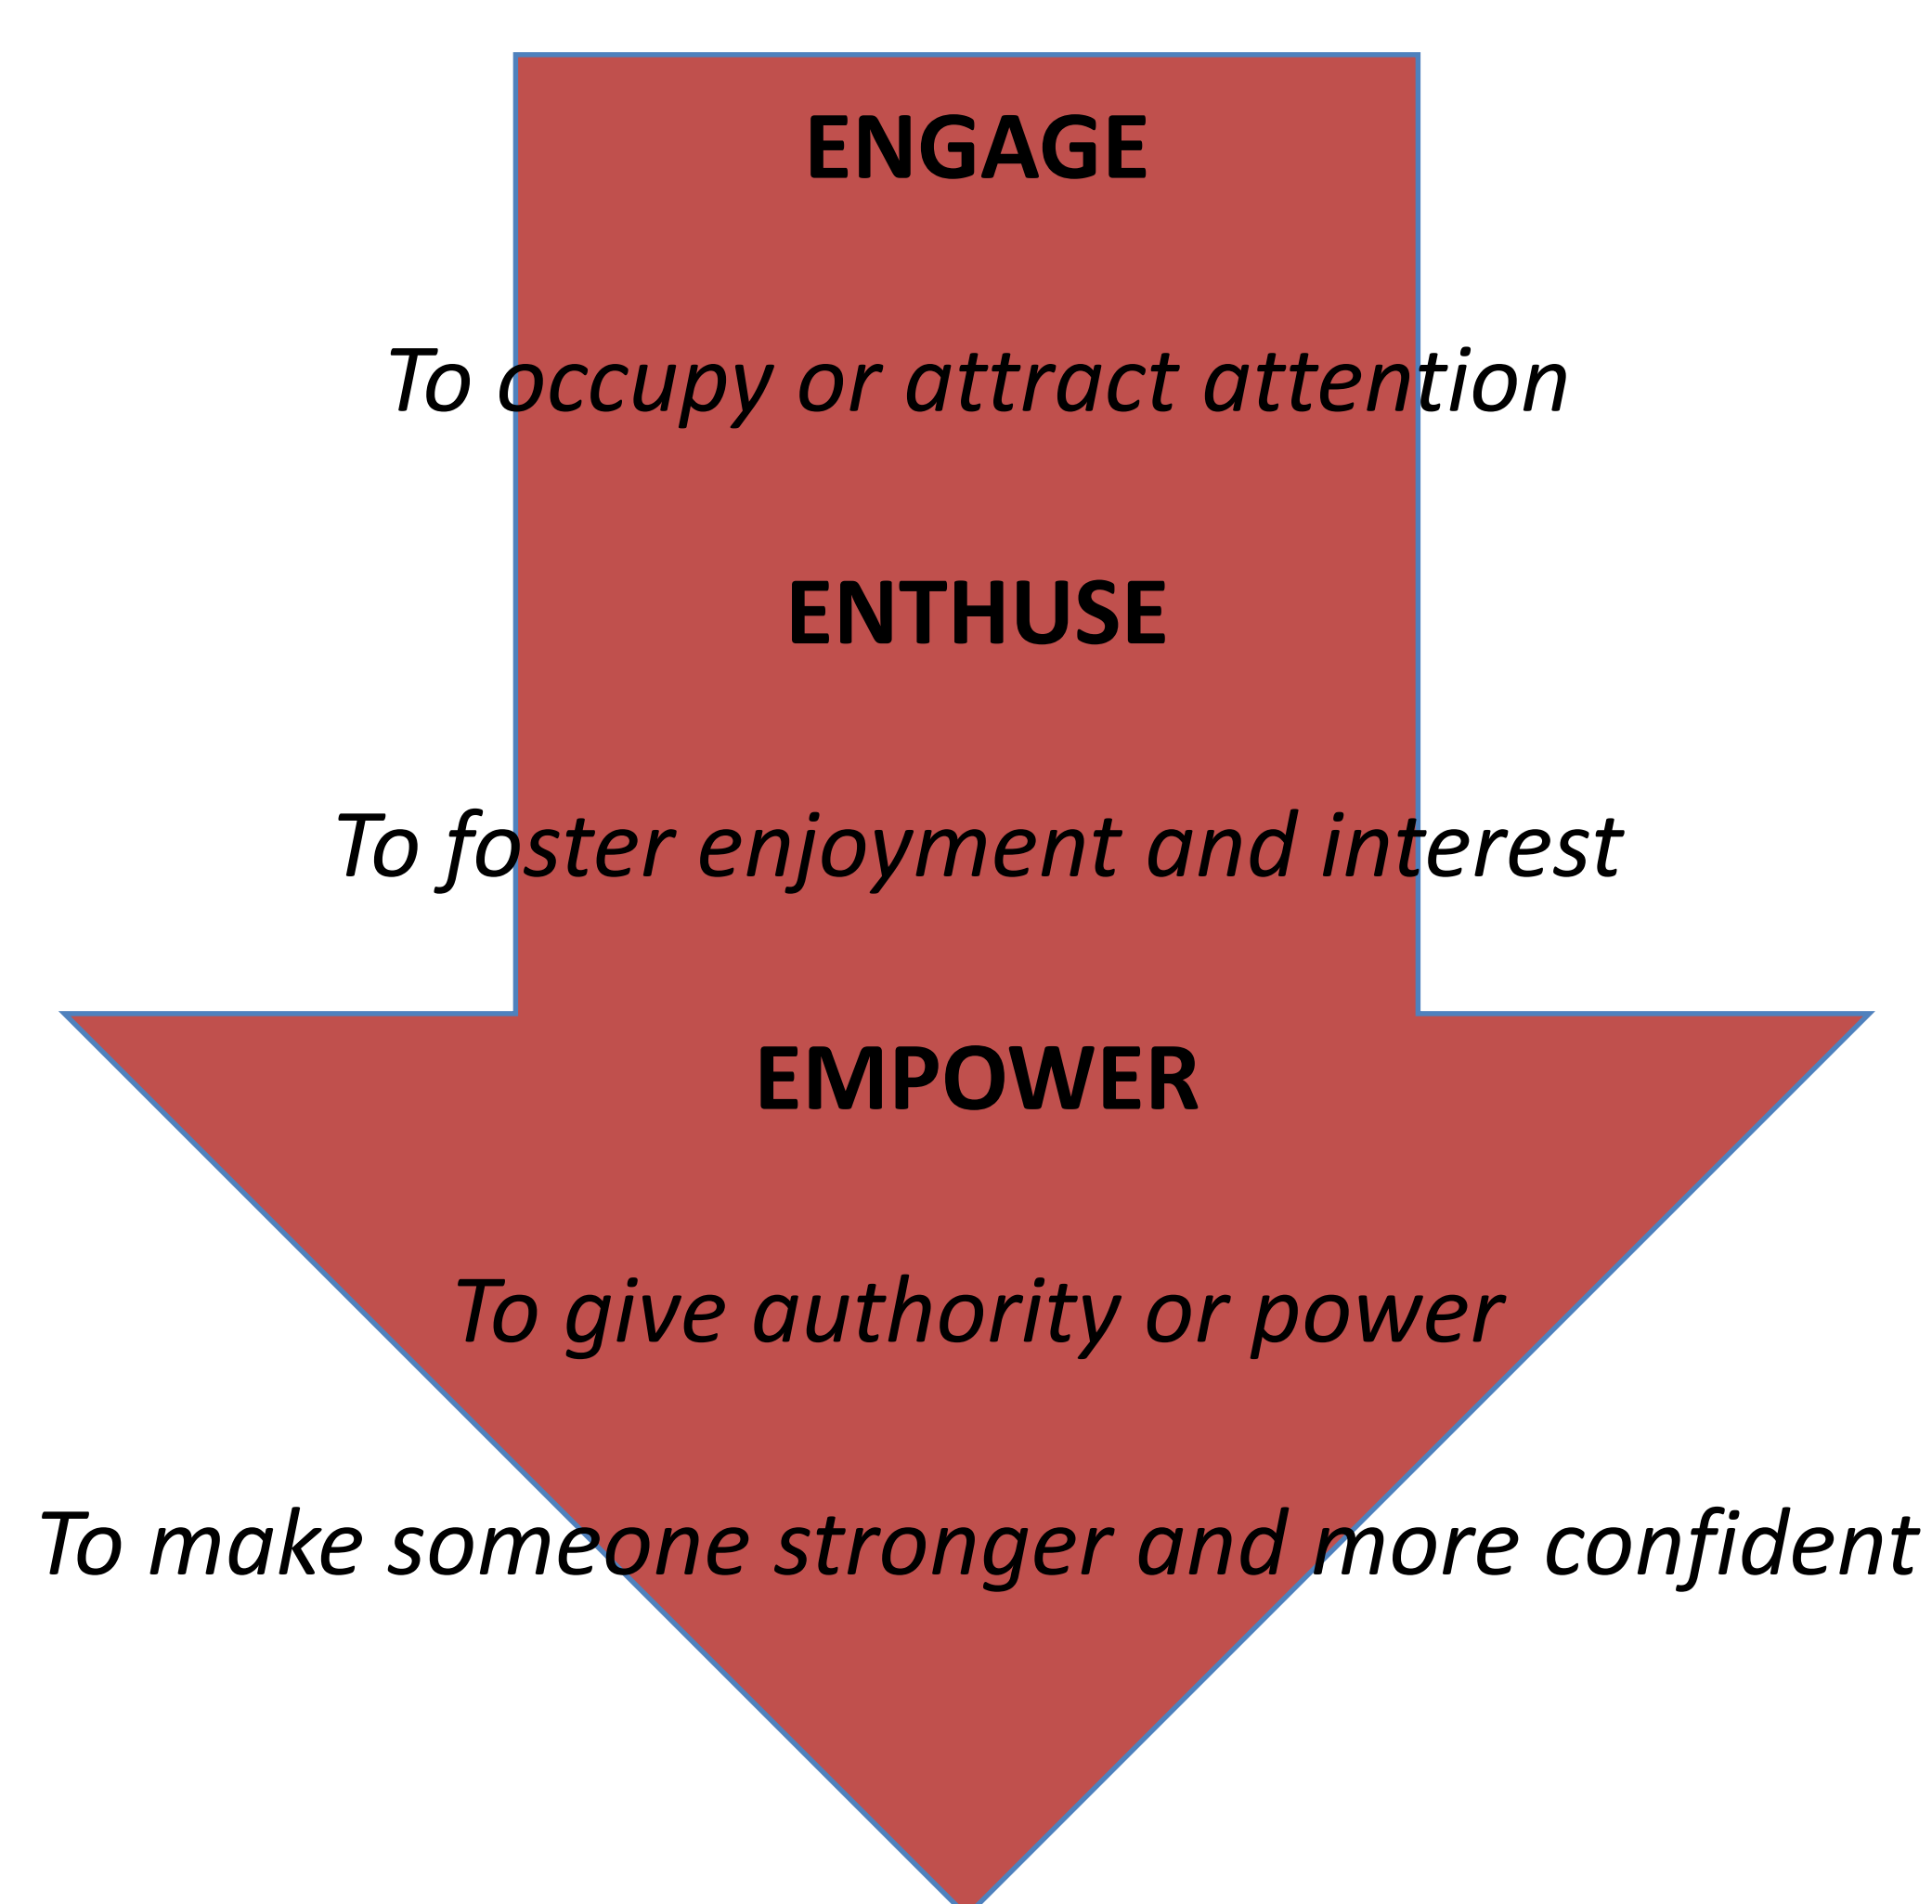 ENGAGE
To occupy or attract attention
ENTHUSE
To foster enjoyment and interest
EMPOWER
To give authority or power
To make someone stronger and more confident